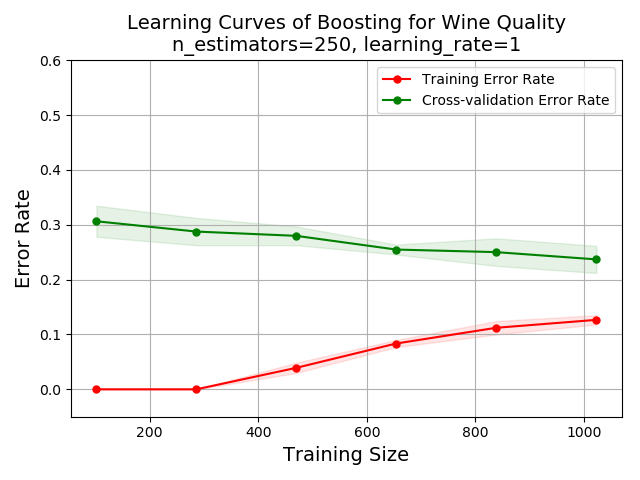 Learning Curves of Boosting for Wine Quality
n_estimators=250, learning_rate=1
Training Error Rate
Cross-validation Error Rate
Error Rate
0.6
0.5
0.4
0.3
0.2
0.1
0.0
200 400 600 800 1000
Training Size